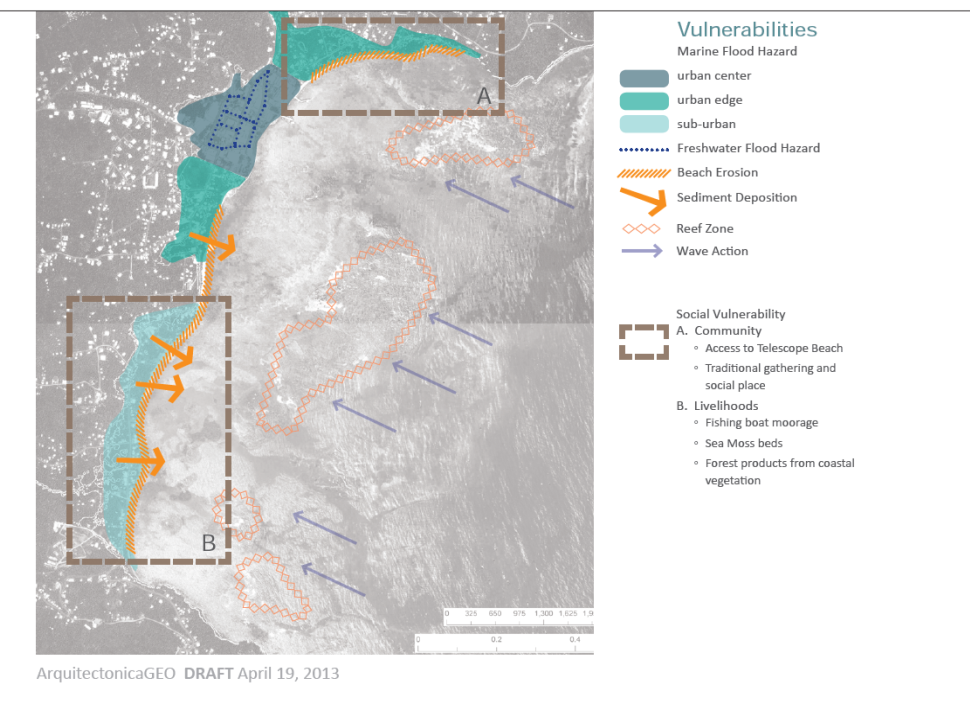 Vulnerabilities
Marine Flood Hazard
urban center
urban edge
sub-urban
Freshwater Flood Hazard
Beach Erosion
Sediment Deposition
Reef Zone
Wave Action
Social Vulnerability
A. Community
◦ Access to Telescope Beach
◦ Traditional gathering and
social place
B. Livelihoods
◦ Fishing boat moorage
◦ Sea Moss beds
◦ Forest products from coastal
vegetation
A
B
0 325 650 975 1,300 1,625 1,9
0 0.2 0.4
ArquitectonicaGEO DRAFT April 19, 2013